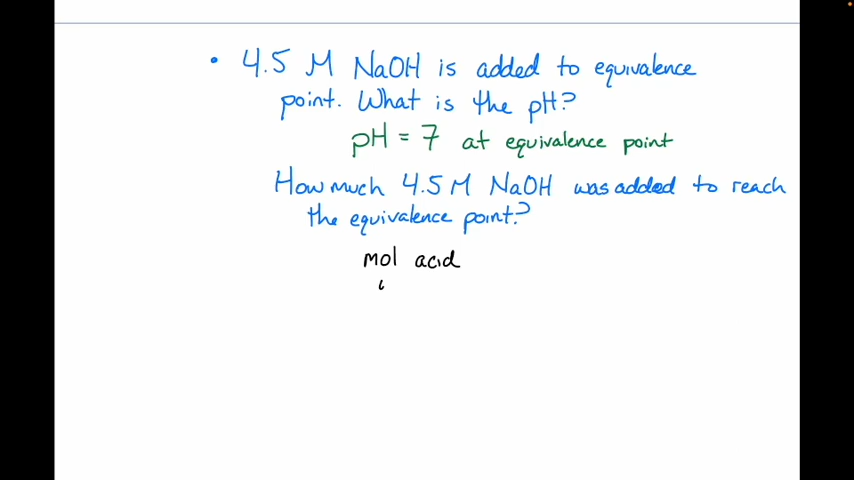 • 4.5 M NaOH is added to equivalence
point. What is the pH?
pH = 7 at equivalence point
How much 4.5 M NaOH was added to reach
the equivalence point?
mol acid